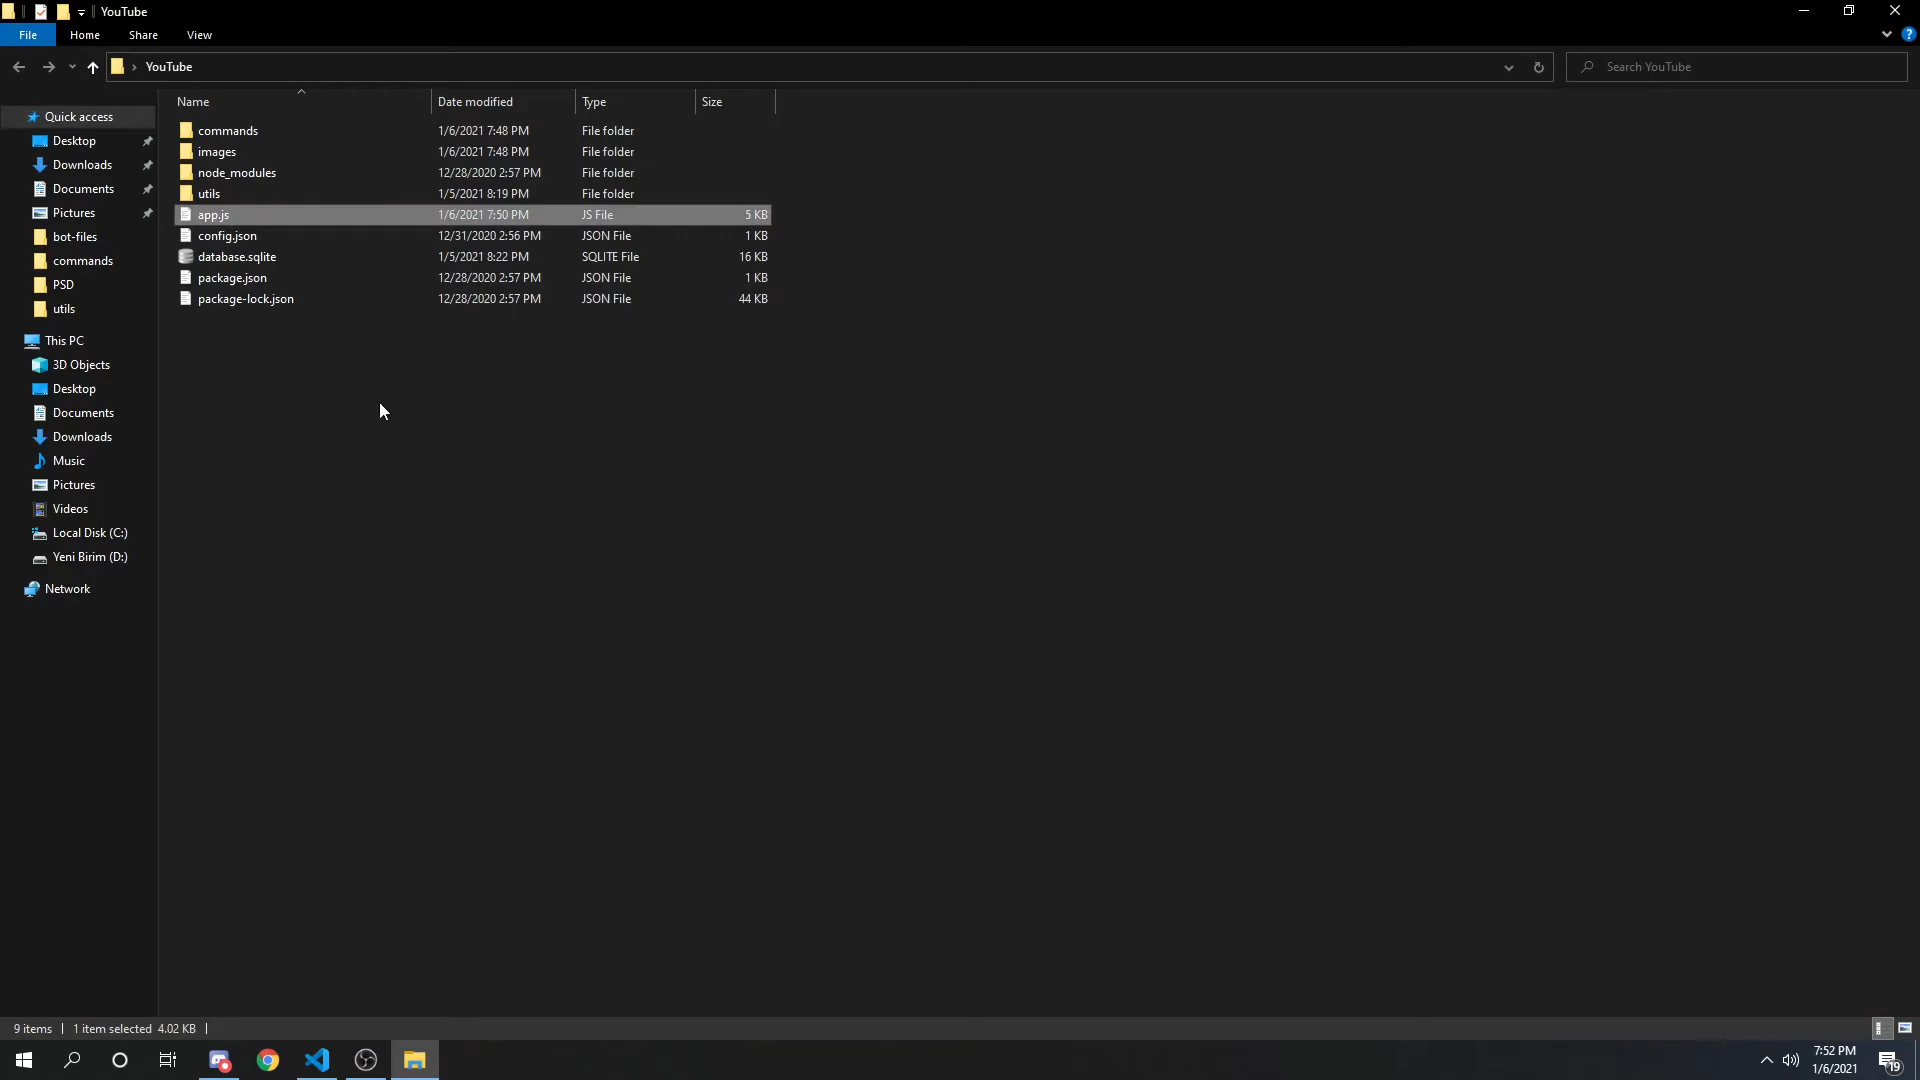 YouTube
File Home Share View
YouTube
Search YouTube
Name Date modified Type Size
Quick access
Desktop
Downloads
Documents
Pictures
bot-files
commands
PSD
utils
This PC
3D Objects
Desktop
Documents
Downloads
Music
Pictures
Videos
Local Disk (C:)
Yeni Birim (D:)
Network
commands 1/6/2021 7:48 PM File folder
images 1/6/2021 7:48 PM File folder
node_modules 12/28/2020 2:57 PM File folder
utils 1/5/2021 8:19 PM File folder
app.js 1/6/2021 7:50 PM JS File 5 KB
config.json 12/31/2020 2:56 PM JSON File 1 KB
database.sqlite 1/5/2021 8:22 PM SQLITE File 16 KB
package.json 12/28/2020 2:57 PM JSON File 1 KB
package-lock.json 12/28/2020 2:57 PM JSON File 44 KB
9 items 1 item selected 4.02 KB
7:52 PM
1/6/2021
19